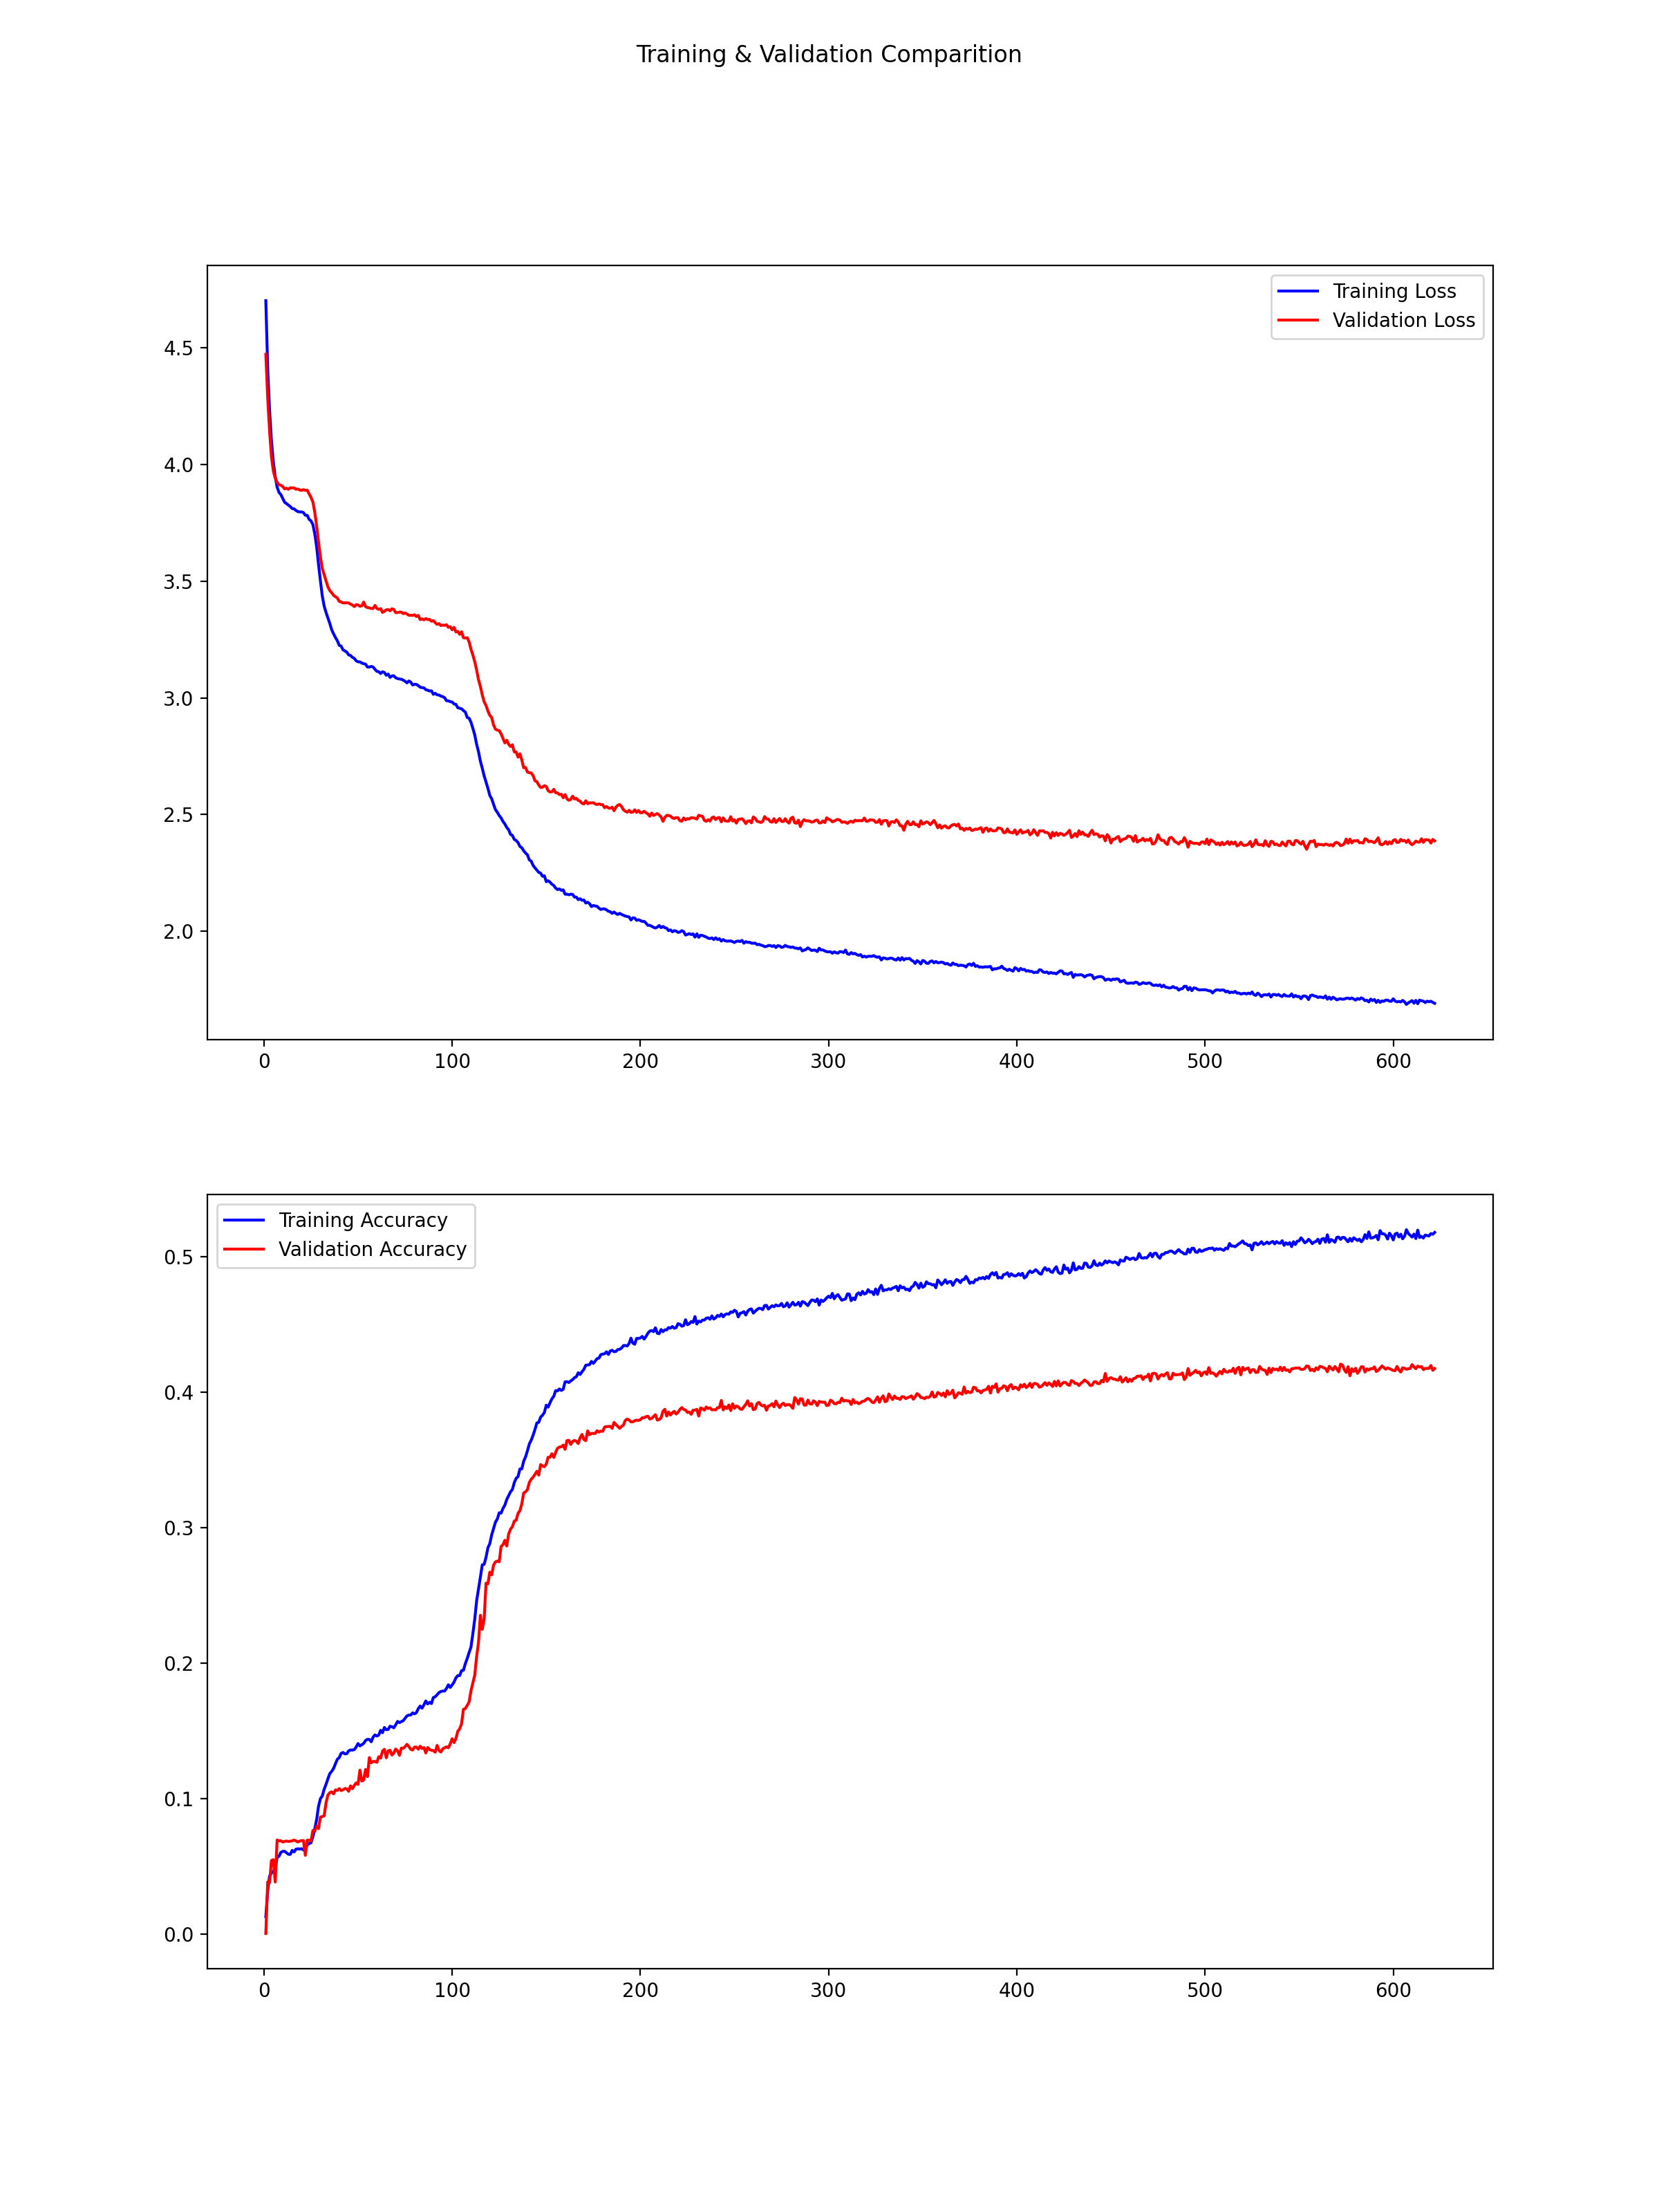 Training & Validation Comparition
Training Loss
Validation Loss
4.5
4.0
3.5
3.0
2.5
2.0
0 100 200 300 400 500 600
Training Accuracy
Validation Accuracy
0.5
0.4
0.3
0.2
0.1
0.0
0 100 200 300 400 500 600